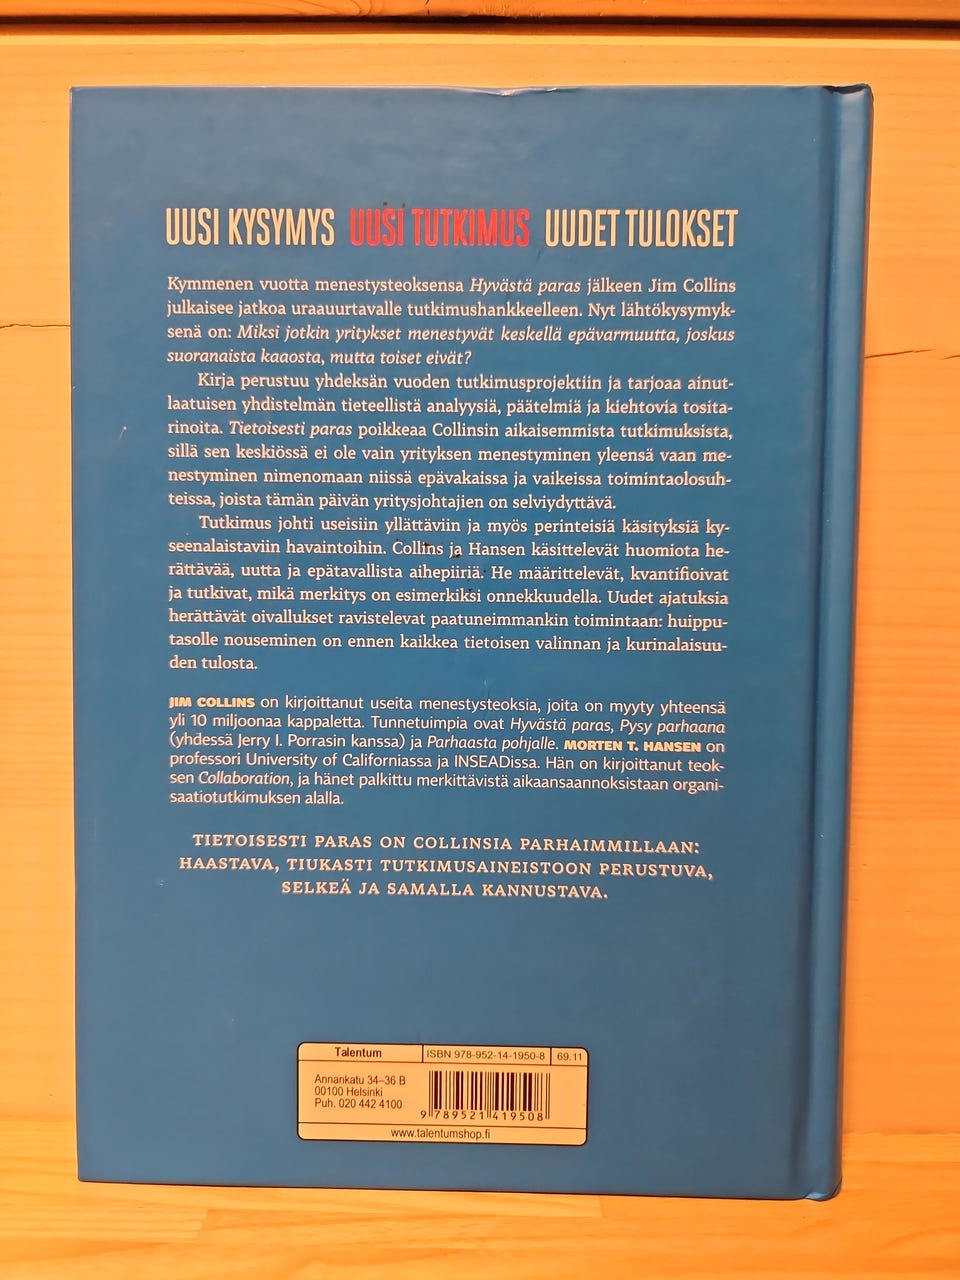 UUSI KYSYMYS UUSI TUTKIMUS UUDET TULOKSET
Kymmenen vuotta menestysteoksensa Hyvästä paras jälkeen Jim Collins
julkaisee jatkoa uraauurtavalle tutkimushankkeelleen. Nyt lähtökysymyk-
senä on: Miksi jotkin yritykset menestyvät keskellä epävarmuutta, joskus
suoranaista kaaosta, mutta toiset eivät?
Kirja perustuu yhdeksän vuoden tutkimusprojektiin ja tarjoaa ainut-
laatuisen yhdistelmän tieteellistä analyysiä, päätelmiä ja kiehtovia tosita-
rinoita. Tietoisesti paras poikkeaa Collinsin aikaisemmista tutkimuksista,
sillä sen keskiössä ei ole vain yrityksen menestyminen yleensä vaan me-
nestyminen nimenomaan niissä epävakaissa ja vaikeissa toimintaolosuh-
teissa, joista tämän päivän yritysjohtajien on selviydyttävä.
Tutkimus johti useisiin yllättäviin ja myös perinteisiä käsityksiä ky-
seenalaistaviin havaintoihin. Collins ja Hansen käsittelevät huomiota he-
rättävää, uutta ja epätavallista aihepiiriä. He määrittelevät, kvantifioivat
ja tutkivat, mikä merkitys on esimerkiksi onnekkuudella. Uudet ajatuksia
herättävät oivallukset ravistelevat paatuneimmankin toimintaan: huippu-
tasolle nouseminen on ennen kaikkea tietoisen valinnan ja kurinalaisuu-
den tulosta.
JIM COLLINS on kirjoittanut useita menestysteoksia, joita on myyty yhteensä
yli 10 miljoonaa kappaletta. Tunnetuimpia ovat Hyvästä paras, Pysy parhaana
(yhdessä Jerry I. Porrasin kanssa) ja Parhaasta pohjalle. MORTEN T. HANSEN on
professori University of Californiassa ja INSEADissa. Hän on kirjoittanut teok-
sen Collaboration, ja hänet palkittu merkittävistä aikaansaannoksistaan organi-
saatiotutkimuksen alalla.
TIETOISESTI PARAS ON COLLINSIA PARHAIMMILLAAN:
HAASTAVA, TIUKASTI TUTKIMUSAINEISTOON PERUSTUVA,
SELKEÄ JA SAMALLA KANNUSTAVA.
Talentum ISBN 978-952-14-1950-8 69.11
Annankatu 34–36 B
00100 Helsinki
Puh. 020 442 4100
9 789521 419508
www.talentumshop.fi